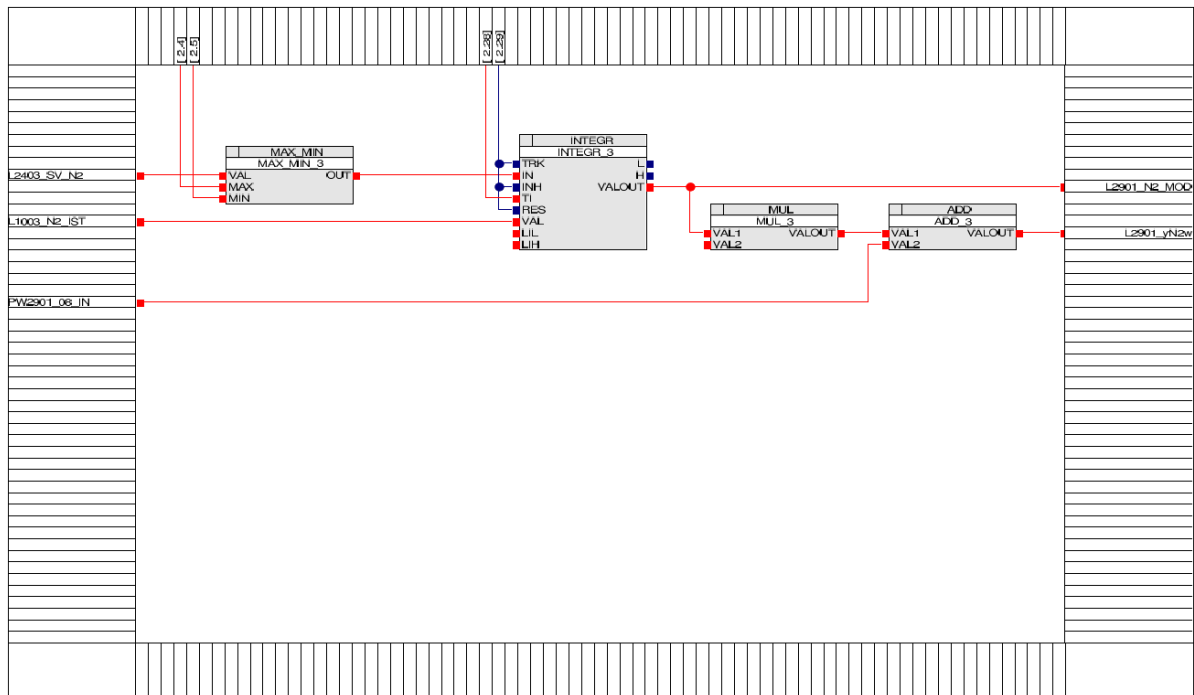 [ 2.4]
[ 2.5]
[ 2.28]
[ 2.29]
MAX_MIN
MAX_MIN_3
VAL OUT
MAX
MIN
INTEGR
INTEGR_3
TRK L
IN H
INH VALOUT
TI
RES
VAL
LIL
LIH
MUL
MUL_3
VAL1 VALOUT
VAL2
ADD
ADD_3
VAL1 VALOUT
VAL2
L2403_SV_N2
L1003_N2_IST
PW2901_06_IN
L2901_N2_MOD
L2901_yN2w